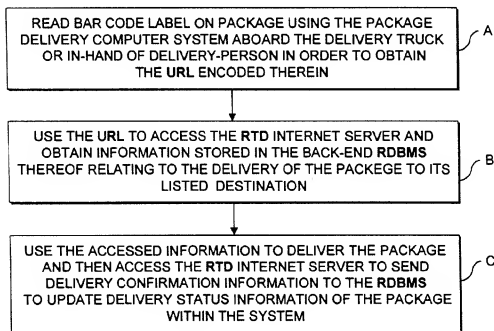 READ BAR CODE LABEL ON PACKAGE USING THE PACKAGE
DELIVERY COMPUTER SYSTEM ABOARD THE DELIVERY TRUCK
OR IN-HAND OF DELIVERY-PERSON IN ORDER TO OBTAIN
THE URL ENCODED THEREIN
A
USE THE URL TO ACCESS THE RTD INTERNET SERVER AND
OBTAIN INFORMATION STORED IN THE BACK-END RDBMS
THEREOF RELATING TO THE DELIVERY OF THE PACKEGE TO ITS
LISTED DESTINATION
B
USE THE ACCESSED INFORMATION TO DELIVER THE PACKAGE
AND THEN ACCESS THE RTD INTERNET SERVER TO SEND
DELIVERY CONFIRMATION INFORMATION TO THE RDBMS
TO UPDATE DELIVERY STATUS INFORMATION OF THE PACKAGE
WITHIN THE SYSTEM
C